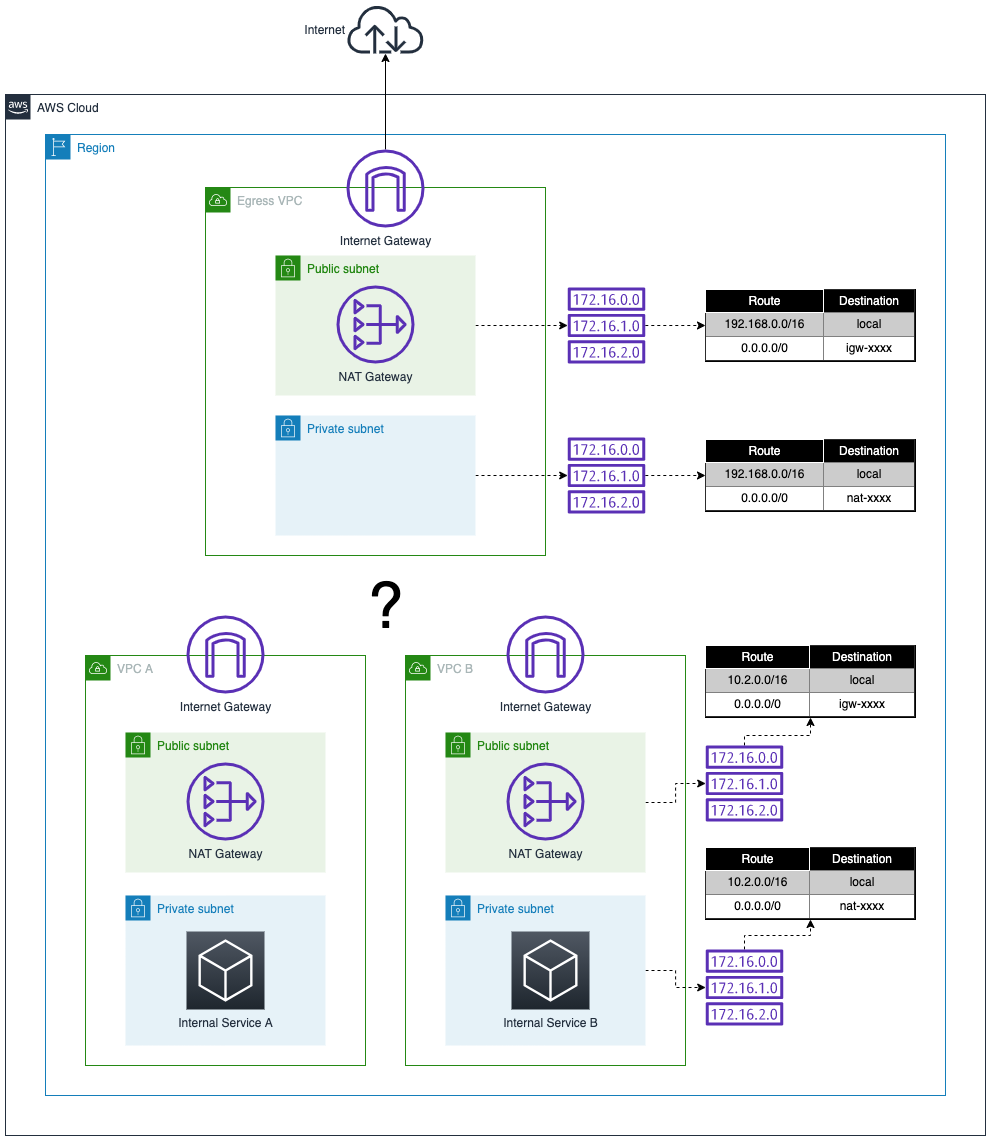 Internet
aws
AWS Cloud
Region
Egress VPC
Internet Gateway
Public subnet
NAT Gateway
172.16.0.0
172.16.1.0
172.16.2.0
Route Destination
192.168.0.0/16 local
0.0.0.0/0 igw-xxxx
Private subnet
172.16.0.0
172.16.1.0
172.16.2.0
Route Destination
192.168.0.0/16 local
0.0.0.0/0 nat-xxxx
?
VPC A
Internet Gateway
Public subnet
NAT Gateway
Private subnet
Internal Service A
VPC B
Internet Gateway
Public subnet
NAT Gateway
Private subnet
Internal Service B
Route Destination
10.2.0.0/16 local
0.0.0.0/0 igw-xxxx
172.16.0.0
172.16.1.0
172.16.2.0
Route Destination
10.2.0.0/16 local
0.0.0.0/0 nat-xxxx
172.16.0.0
172.16.1.0
172.16.2.0